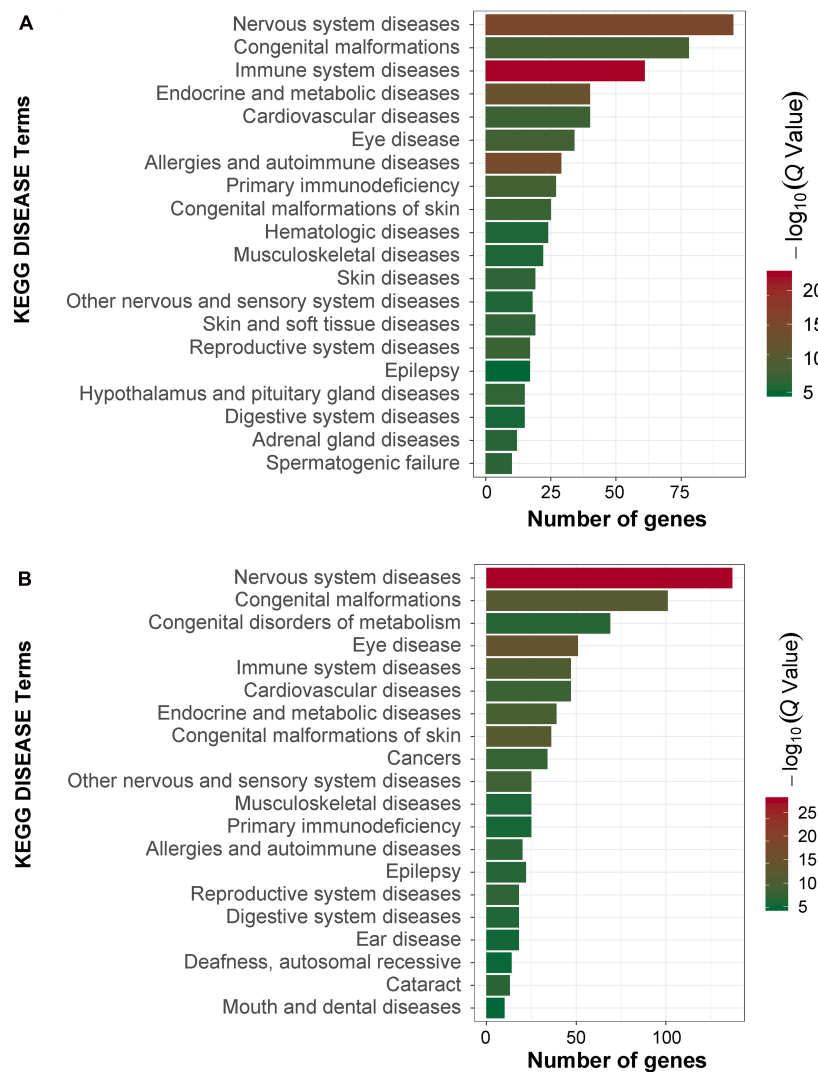 A
KEGG DISEASE Terms
Nervous system diseases
Congenital malformations
Immune system diseases
Endocrine and metabolic diseases
Cardiovascular diseases
Eye disease
Allergies and autoimmune diseases
Primary immunodeficiency
Congenital malformations of skin
Hematologic diseases
Musculoskeletal diseases
Skin diseases
Other nervous and sensory system diseases
Skin and soft tissue diseases
Reproductive system diseases
Epilepsy
Hypothalamus and pituitary gland diseases
Digestive system diseases
Adrenal gland diseases
Spermatogenic failure
0 25 50 75
Number of genes
− log10(Q Value)
20
15
10
5
B
KEGG DISEASE Terms
Nervous system diseases
Congenital malformations
Congenital disorders of metabolism
Eye disease
Immune system diseases
Cardiovascular diseases
Endocrine and metabolic diseases
Congenital malformations of skin
Cancers
Other nervous and sensory system diseases
Musculoskeletal diseases
Primary immunodeficiency
Allergies and autoimmune diseases
Epilepsy
Reproductive system diseases
Digestive system diseases
Ear disease
Deafness, autosomal recessive
Cataract
Mouth and dental diseases
0 50 100
Number of genes
− log10(Q Value)
25
20
15
10
5